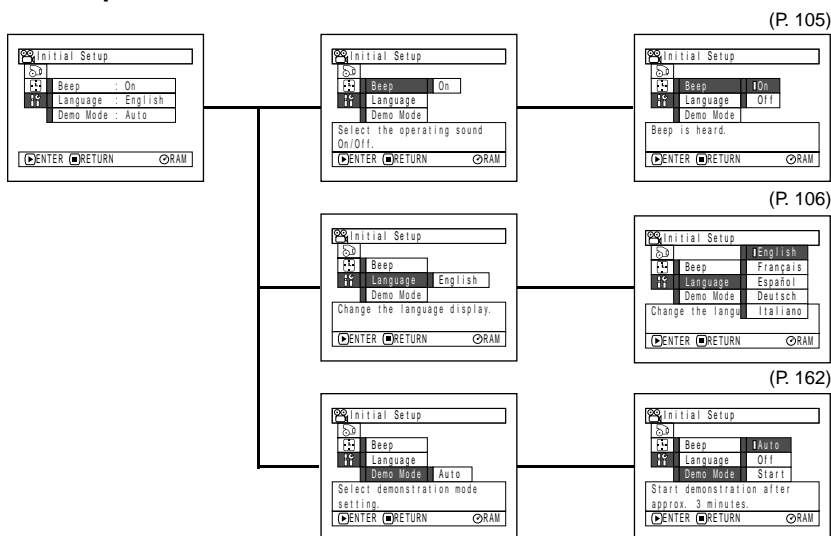 (P. 105)
Initial Setup
Beep : On
Language : English
Demo Mode : Auto
ENTER RETURN RAM
Initial Setup
Beep On
Language
Demo Mode
Select the operating sound
On/Off.
ENTER RETURN RAM
Initial Setup
Beep On
Language Off
Demo Mode
Beep is heard.
ENTER RETURN RAM
(P. 106)
Initial Setup
Beep
Language English
Demo Mode
Change the language display.
ENTER RETURN RAM
Initial Setup
English
Beep Français
Language Español
Demo Mode Deutsch
Change the langu Italiano
ENTER RETURN RAM
(P. 162)
Initial Setup
Beep
Language
Demo Mode Auto
Select demonstration mode
setting.
ENTER RETURN RAM
Initial Setup
Beep Auto
Language Off
Demo Mode Start
Start demonstration after
approx. 3 minutes.
ENTER RETURN RAM